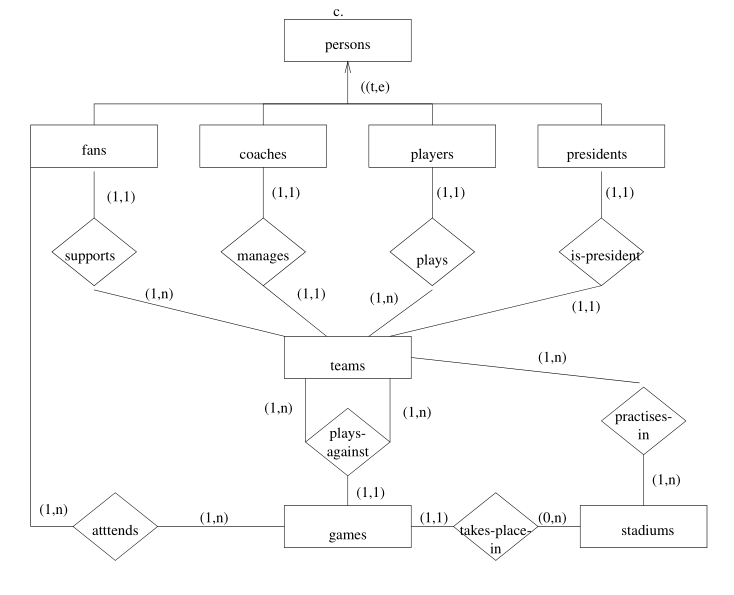 c.
persons
((t,e)
fans
coaches
players
presidents
(1,1)
(1,1)
(1,1)
(1,1)
supports
manages
plays
is-president
(1,n)
(1,1)
(1,n)
(1,1)
teams
(1,n)
(1,n)
(1,n)
plays-
against
practises-
in
(1,1)
(1,n)
(1,n)
atttends
(1,n)
games
(1,1)
takes-place-
in
(0,n)
stadiums